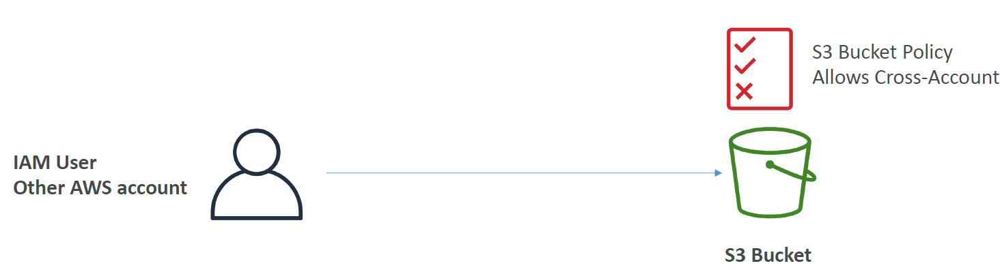 S3 Bucket Policy
Allows Cross-Account
IAM User
Other AWS account
S3 Bucket